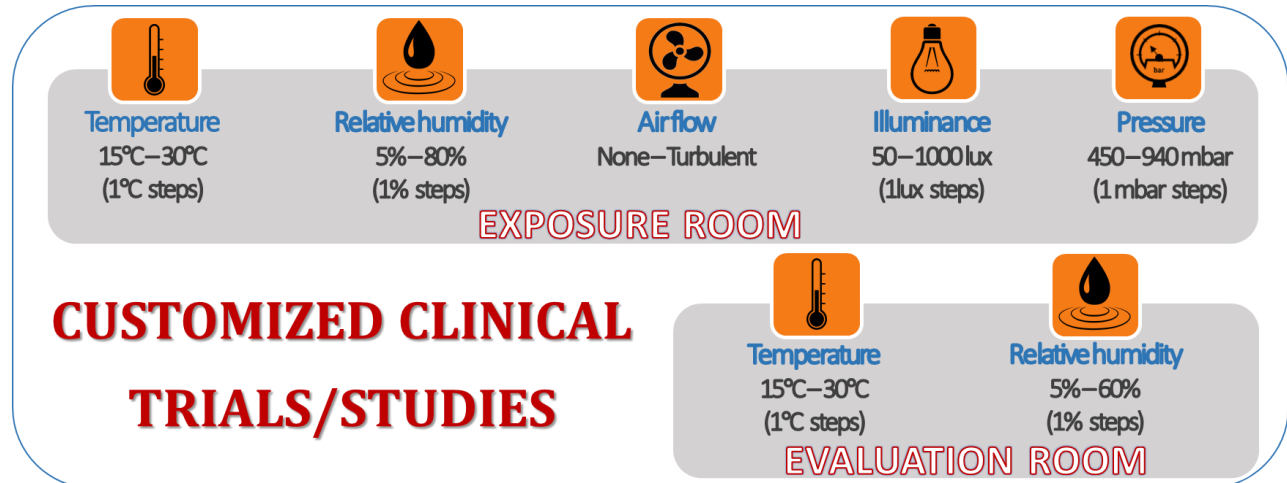 Temperature
15°C–30°C
(1°C steps)
Relative humidity
5%–80%
(1% steps)
Airflow
None–Turbulent
Illuminance
50–1000 lux
(1lux steps)
bar
Pressure
450–940 mbar
(1 mbar steps)
EXPOSURE ROOM
CUSTOMIZED CLINICAL
TRIALS/STUDIES
Temperature
15°C–30°C
(1°C steps)
Relative humidity
5%–60%
(1% steps)
EVALUATION ROOM